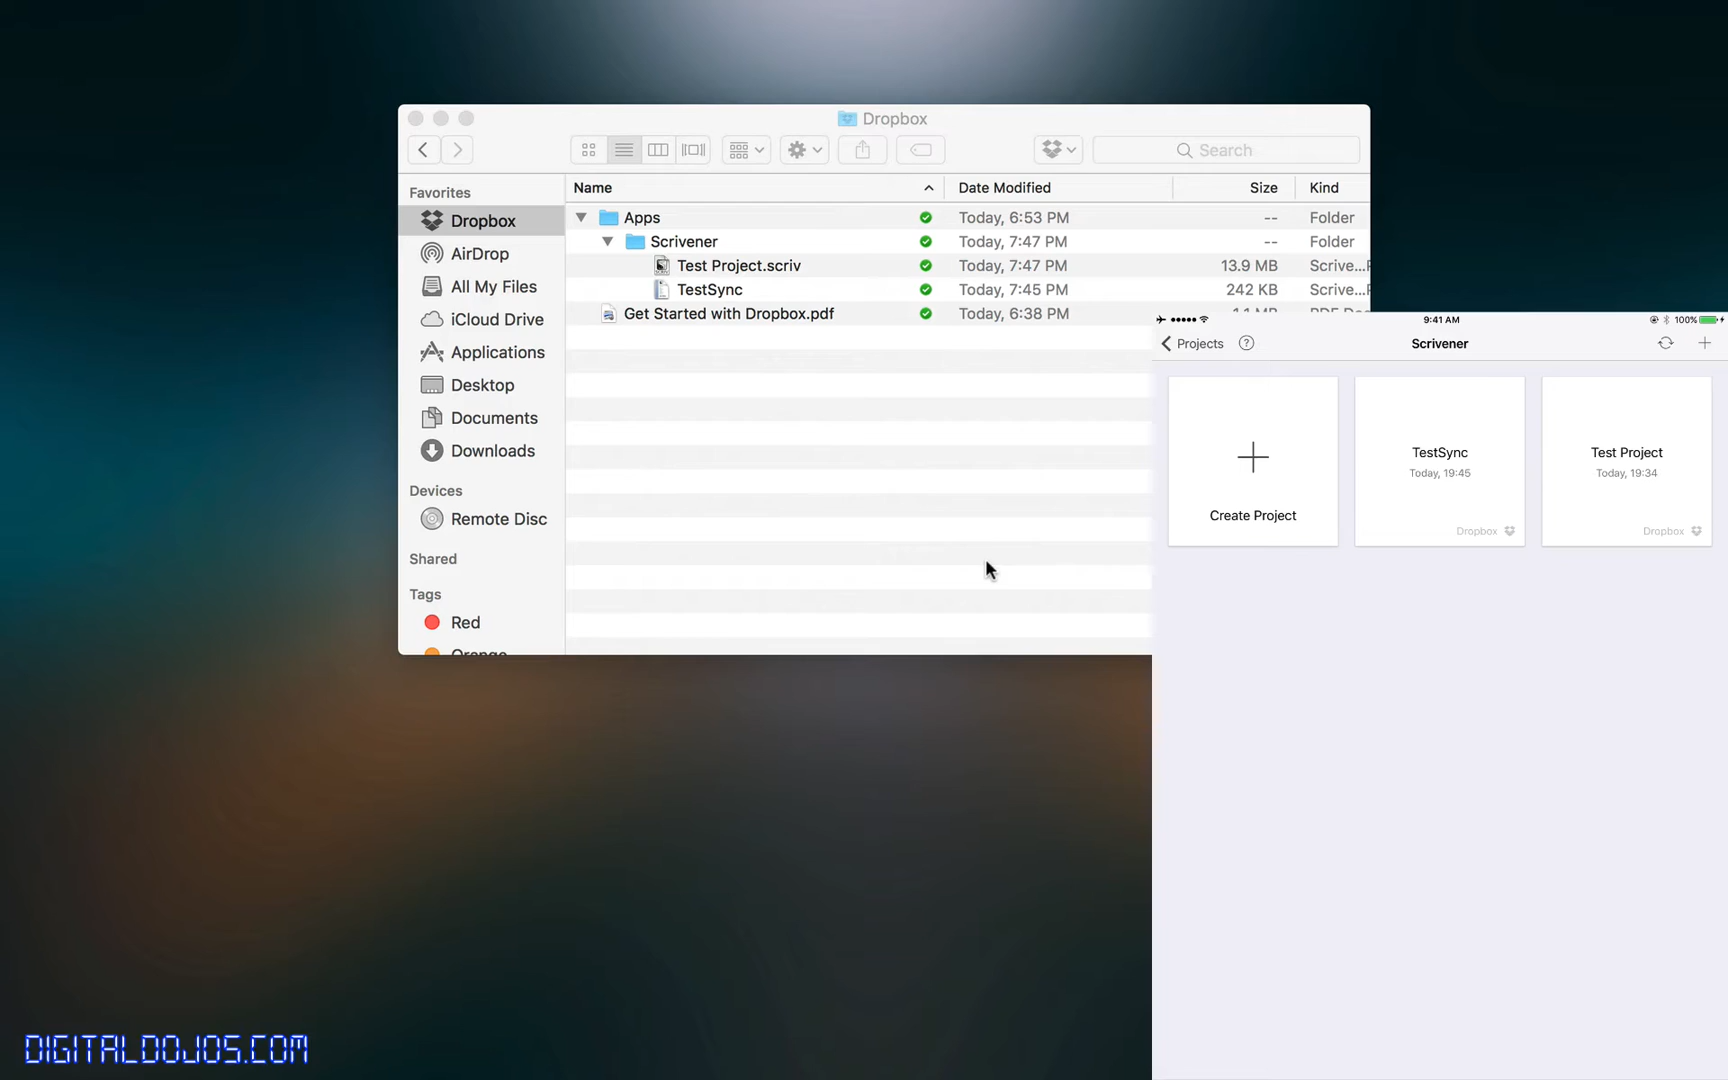 Dropbox
Search
Favorites
Dropbox
AirDrop
All My Files
iCloud Drive
Applications
Desktop
Documents
Downloads
Devices
Remote Disc
Shared
Tags
Red
Orange
Name Date Modified Size Kind
Apps Today, 6:53 PM -- Folder
Scrivener Today, 7:47 PM -- Folder
Test Project.scriv Today, 7:47 PM 13.9 MB Scrive...
TestSync Today, 7:45 PM 242 KB Scrive...
Get Started with Dropbox.pdf Today, 6:38 PM
9:41 AM 100%
Projects Scrivener
Create Project
TestSync
Today, 19:45
Dropbox
Test Project
Today, 19:34
Dropbox
DIGITALDOJOS.COM